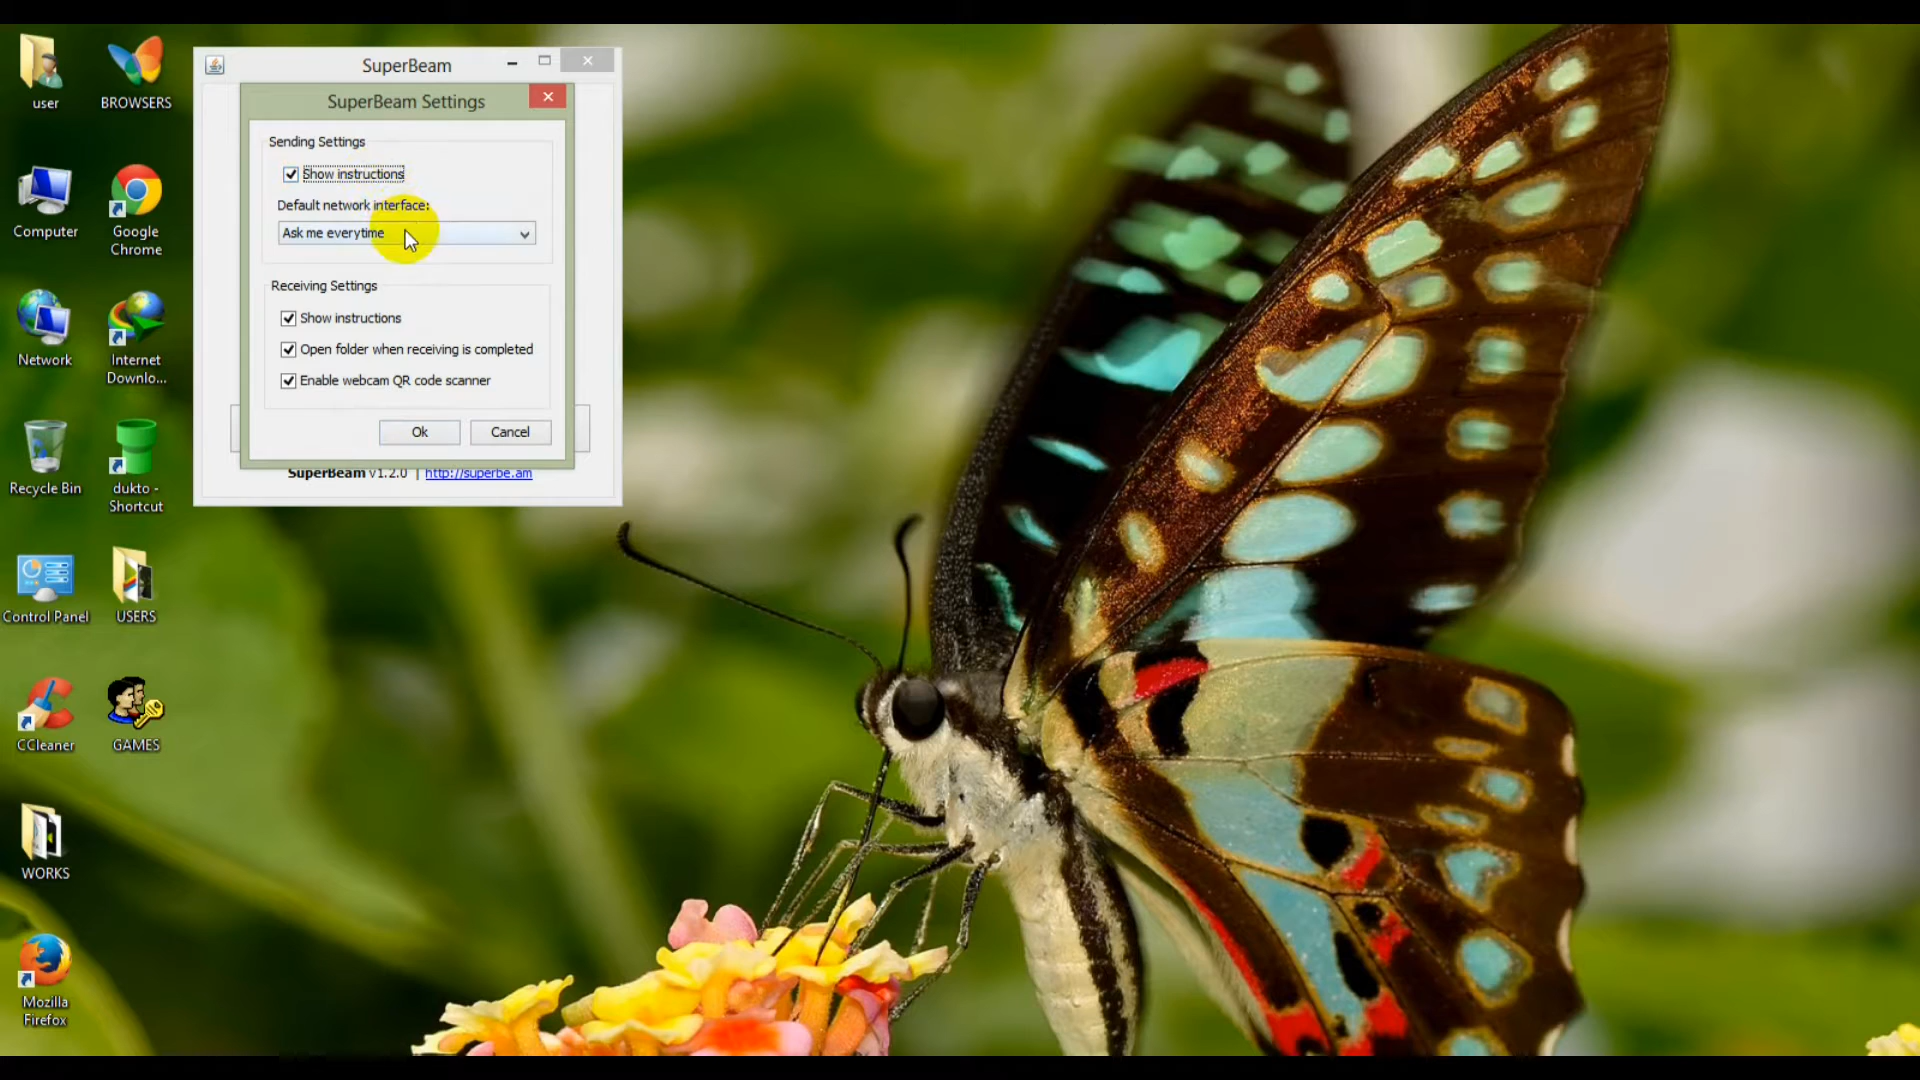 user
BROWSERS
Computer
Google
Chrome
Network
Internet
Downlo...
Recycle Bin
dukto -
Shortcut
Control Panel
USERS
CCleaner
GAMES
WORKS
Mozilla
Firefox
SuperBeam
SuperBeam Settings
Sending Settings
Show instructions
Default network interface:
Ask me everytime
Receiving Settings
Show instructions
Open folder when receiving is completed
Enable webcam QR code scanner
Ok Cancel
SuperBeam v1.2.0 | http://superbe.am